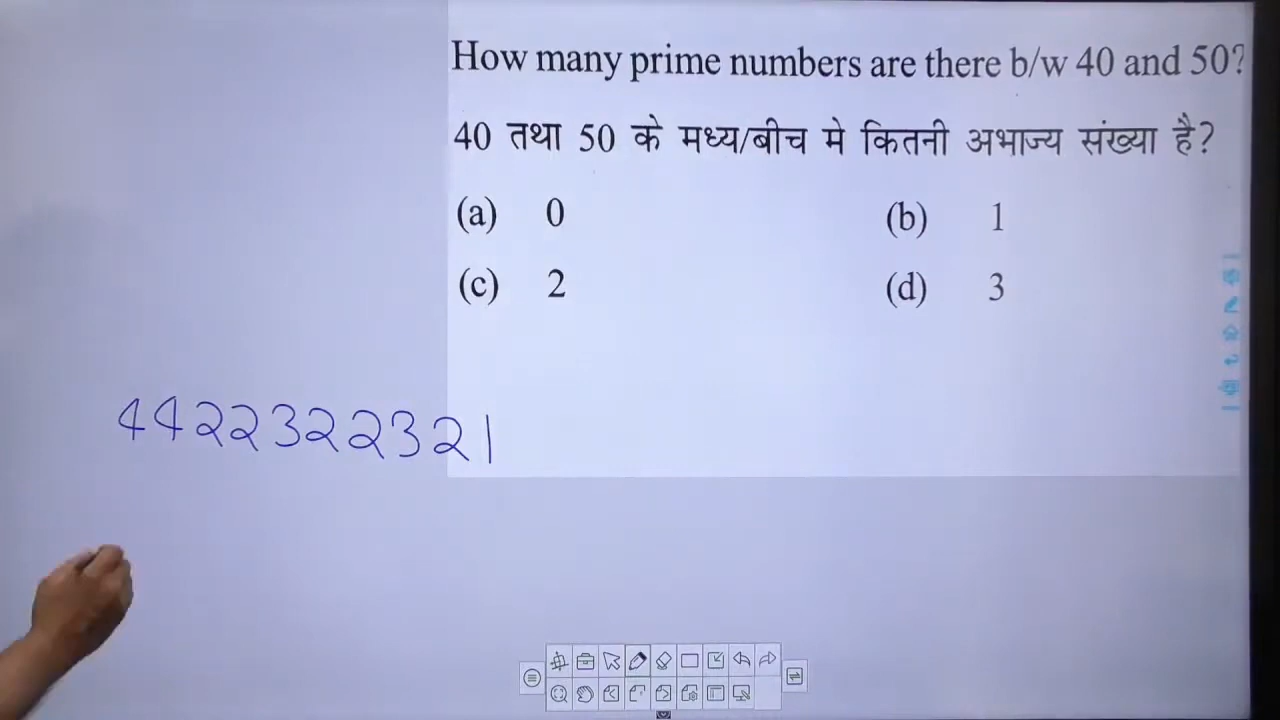 How many prime numbers are there b/w 40 and 50?
40 तथा 50 के मध्य/बीच मे कितनी अभाज्य संख्या है?
(a) 0 (b) 1
(c) 2 (d) 3
4422322321